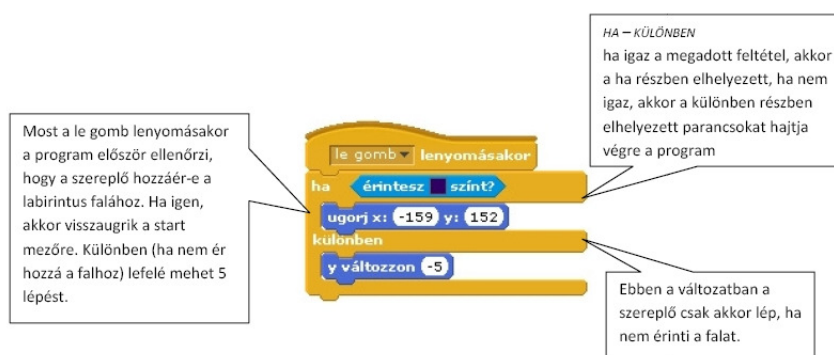 HA – KÜLÖNBEN
ha igaz a megadott feltétel, akkor
a ha részben elhelyezett, ha nem
igaz, akkor a különben részben
elhelyezett parancsokat hajtja
végre a program
Most a le gomb lenyomásakor
a program először ellenőrzi,
hogy a szereplő hozzáér-e a
labirintus falához. Ha igen,
akkor visszaugrik a start
mezőre. Különben (ha nem ér
hozzá a falhoz) lefelé mehet 5
lépést.
le gomb lenyomásakor
ha érintesz színt?
ugorj x: -159 y: 152
különben
y változzon -5
Ebben a változatban a
szereplő csak akkor lép, ha
nem érinti a falat.